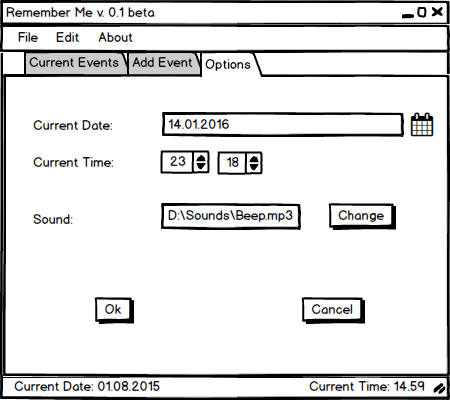 Remember Me v. 0.1 beta
File Edit About
Current Events Add Event Options
Current Date: 14.01.2016
Current Time: 23 18
Sound: D:\Sounds\Beep.mp3 Change
Ok Cancel
Current Date: 01.08.2015 Current Time: 14.59